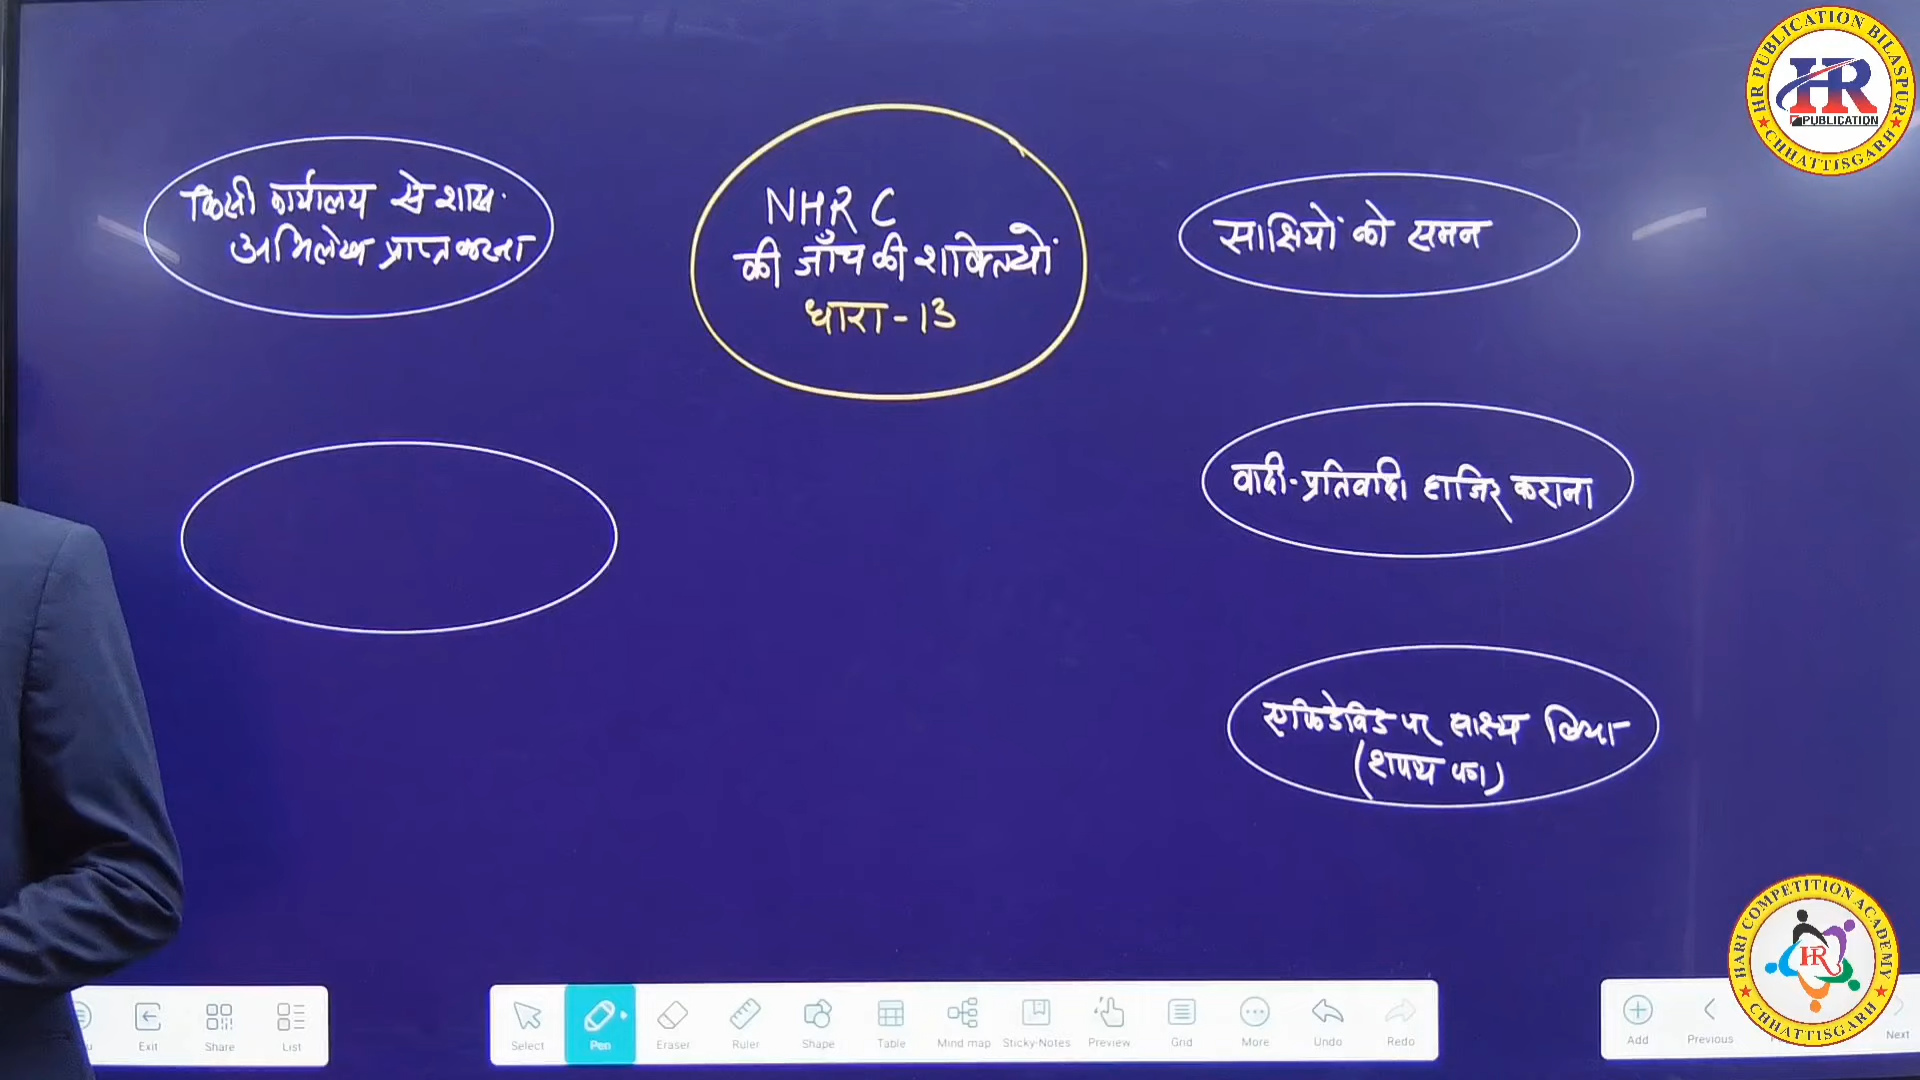 NHRC
की जाँच की शक्तियों
धारा-13
किसी कार्यालय से शास.
अभिलेख प्राप्त करना
साक्षियों को समन
वादी-प्रतिवादी हाजिर कराना
एफिडेविड पर साक्ष्य
(शपथ
HR PUBLICATION BILASPUR
HR
PUBLICATION
CHHATTISGARH
HARI COMPETITION ACADEMY
HR
CHHATTISGARH
Exit
Share
List
Select
Pen
Eraser
Ruler
Shape
Table
Mind map
Sticky-Notes
Preview
Grid
More
Undo
Redo
Add
Previous
Next